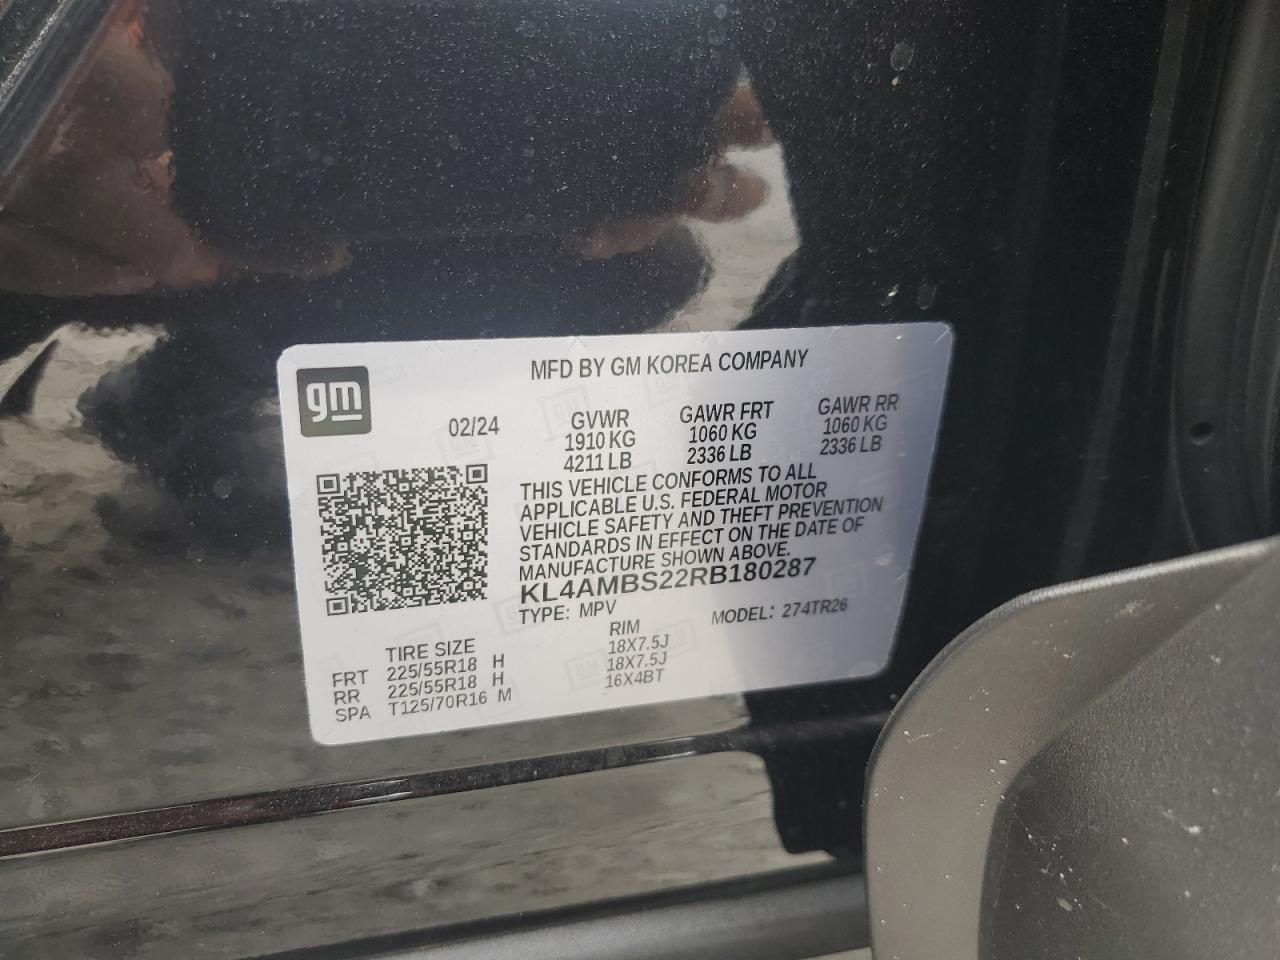 MFD BY GM KOREA COMPANY
gm
02/24 GVWR GAWR FRT GAWR RR
1910 KG 1060 KG 1060 KG
4211 LB 2336 LB 2336 LB
THIS VEHICLE CONFORMS TO ALL
APPLICABLE U.S. FEDERAL MOTOR
VEHICLE SAFETY AND THEFT PREVENTION
STANDARDS IN EFFECT ON THE DATE OF
MANUFACTURE SHOWN ABOVE.
KL4AMBS22RB180287
TYPE: MPV MODEL: 274TR26
TIRE SIZE RIM
FRT 225/55R18 H 18X7.5J
RR 225/55R18 H 18X7.5J
SPA T125/70R16 M 16X4BT